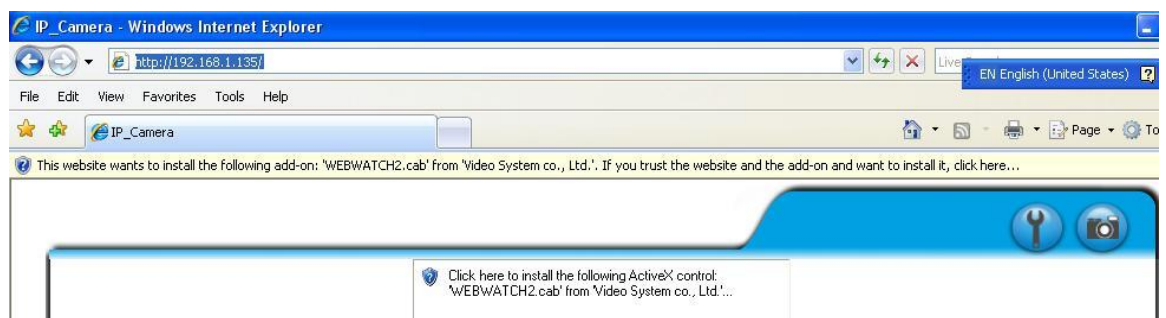 IP_Camera - Windows Internet Explorer
http://192.168.1.135/
Live
EN English (United States)
File Edit View Favorites Tools Help
IP_Camera
Page
To
This website wants to install the following add-on: 'WEBWATCH2.cab' from 'Video System co., Ltd.'. If you trust the website and the add-on and want to install it, click here...
Click here to install the following ActiveX control:
'WEBWATCH2.cab' from 'Video System co., Ltd.'...